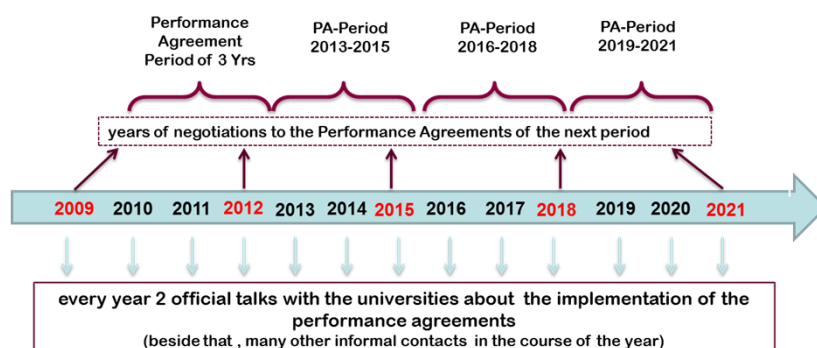 Performance
Agreement
Period of 3 Yrs
PA-Period
2013-2015
PA-Period
2016-2018
PA-Period
2019-2021
years of negotiations to the Performance Agreements of the next period
2009 2010 2011 2012 2013 2014 2015 2016 2017 2018 2019 2020 2021
every year 2 official talks with the universities about the implementation of the
performance agreements
(beside that , many other informal contacts in the course of the year)